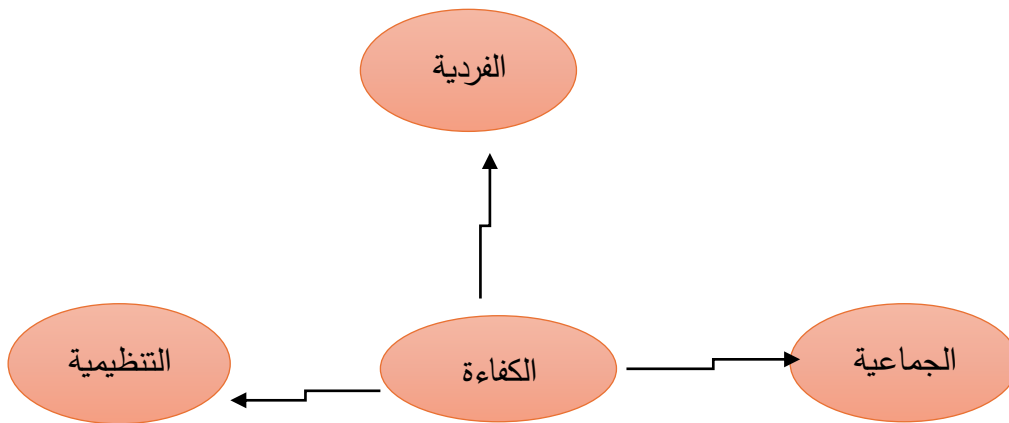 الفردية
الجماعية
الكفاءة
التنظيمية